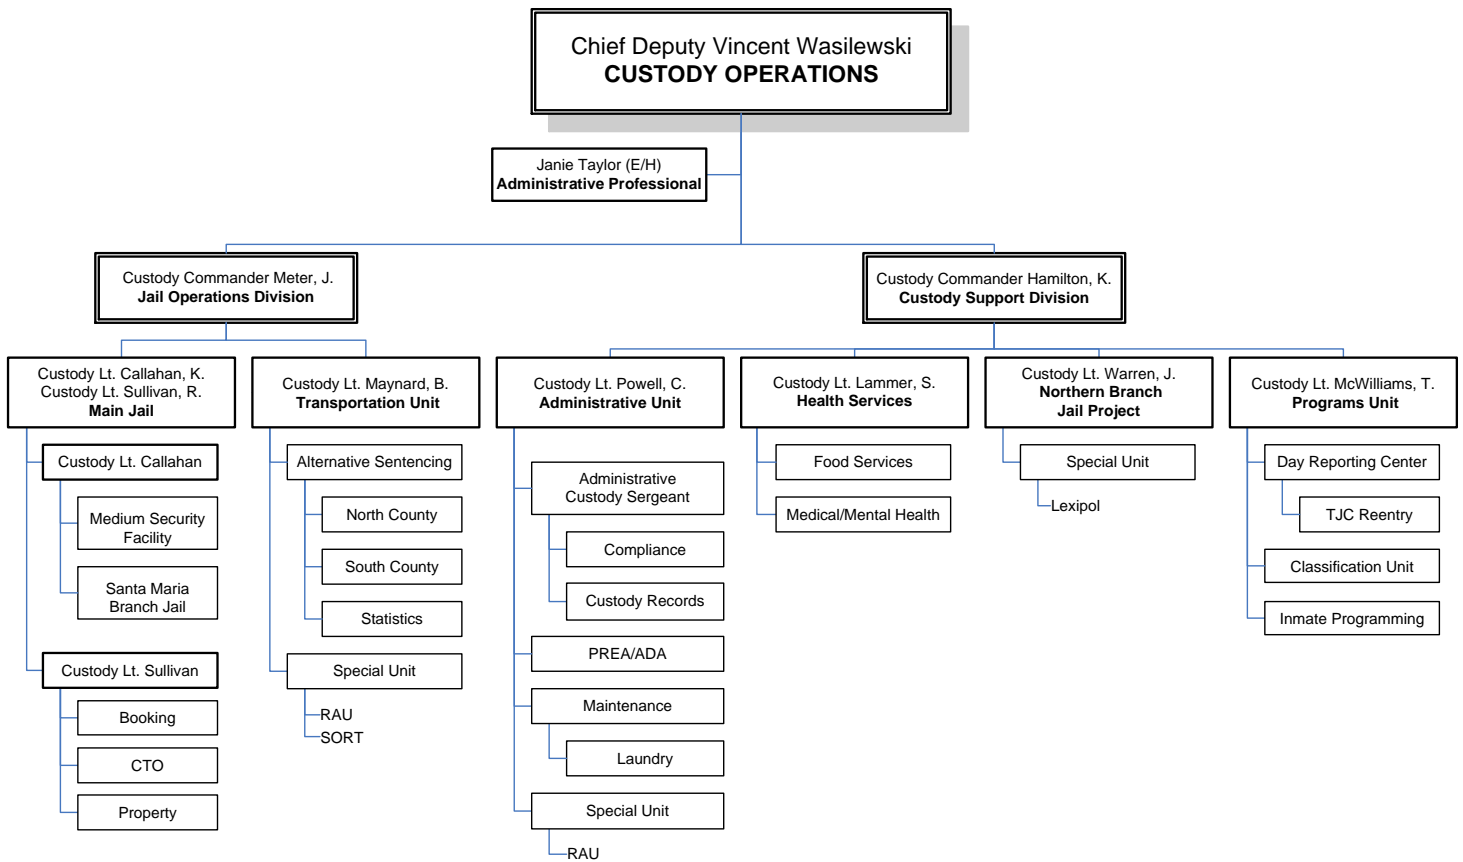 Chief Deputy Vincent Wasilewski
CUSTODY OPERATIONS
Janie Taylor (E/H)
Administrative Professional
Custody Commander Meter, J.
Jail Operations Division
Custody Commander Hamilton, K.
Custody Support Division
Custody Lt. Callahan, K.
Custody Lt. Sullivan, R.
Main Jail
Custody Lt. Maynard, B.
Transportation Unit
Custody Lt. Powell, C.
Administrative Unit
Custody Lt. Lammer, S.
Health Services
Custody Lt. Warren, J.
Northern Branch
Jail Project
Custody Lt. McWilliams, T.
Programs Unit
Custody Lt. Callahan
Medium Security
Facility
Santa Maria
Branch Jail
Custody Lt. Sullivan
Booking
CTO
Property
Alternative Sentencing
North County
South County
Statistics
Special Unit
RAU
SORT
Administrative
Custody Sergeant
Compliance
Custody Records
PREA/ADA
Maintenance
Laundry
Special Unit
RAU
Food Services
Medical/Mental Health
Special Unit
Lexipol
Day Reporting Center
TJC Reentry
Classification Unit
Inmate Programming